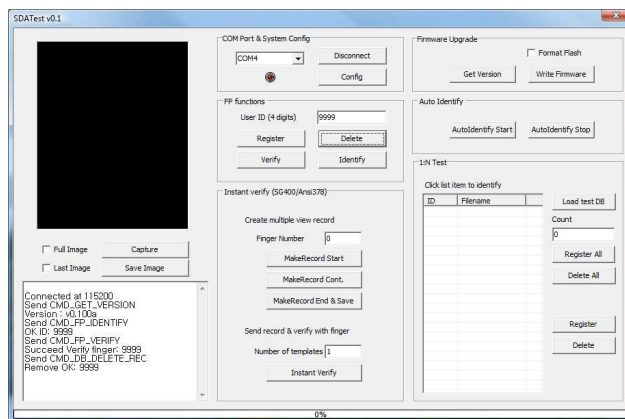 SDATest v0.1
COM Port & System Config
COM4
Disconnect
Config
FP functions
User ID (4 digits)
9999
Register
Delete
Verify
Identify
Instant verify (SG400/Ansi378)
Create multiple view record
Finger Number
0
MakeRecord Start
MakeRecord Cont.
MakeRecord End & Save
Send record & verify with finger
Number of templates
1
Instant Verify
Full Image
Capture
Last Image
Save Image
Connected at 115200
Send CMD_GET_VERSION
Version : v0.100a
Send CMD_FP_IDENTIFY
OK ID: 9999
Send CMD_FP_VERIFY
Succeed Verify finger: 9999
Send CMD_DB_DELETE_REC
Remove OK: 9999
Firmware Upgrade
Format Flash
Get Version
Write Firmware
Auto Identify
AutoIdentify Start
AutoIdentify Stop
1:N Test
Click list item to identify
ID
Filename
Load test DB
Count
0
Register All
Delete All
Register
Delete
0%